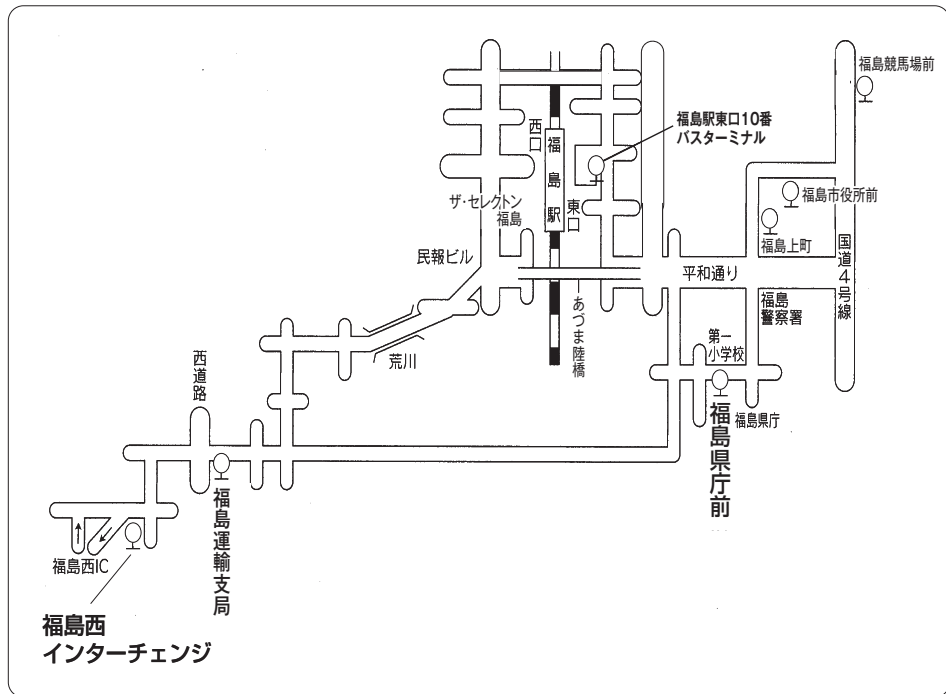 福島競馬場前
福島駅東口10番
バスターミナル
西口
福島駅
東口
ザ・セレクトン
福島
福島市役所前
福島上町
国道4号線
民報ビル
平和通り
福島
警察署
あづま陸橋
第一
小学校
荒川
西道路
福島県庁
福島県庁前
福島運輸支局
福島西IC
福島西
インターチェンジ